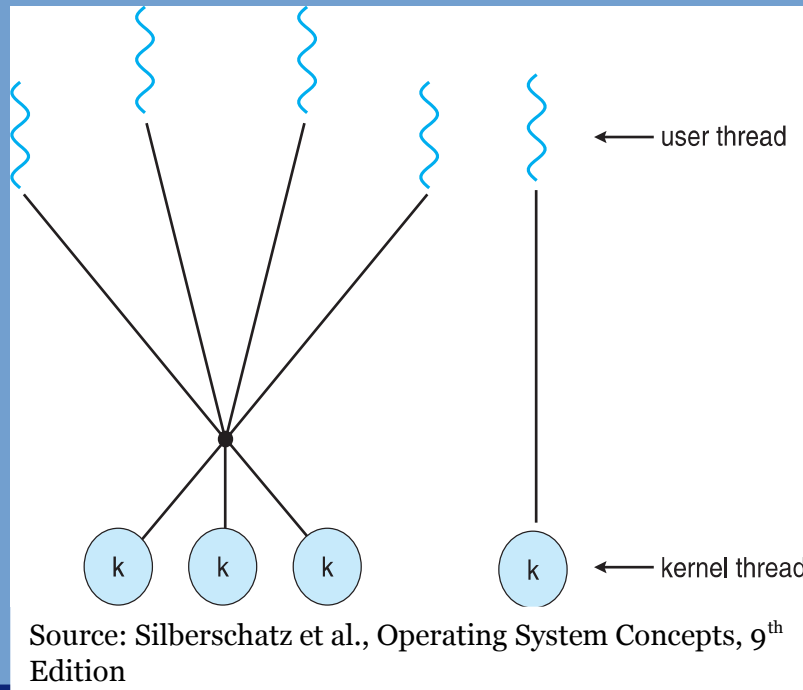 user thread
k
k
k
k
kernel thread
Source: Silberschatz et al., Operating System Concepts, 9th
Edition